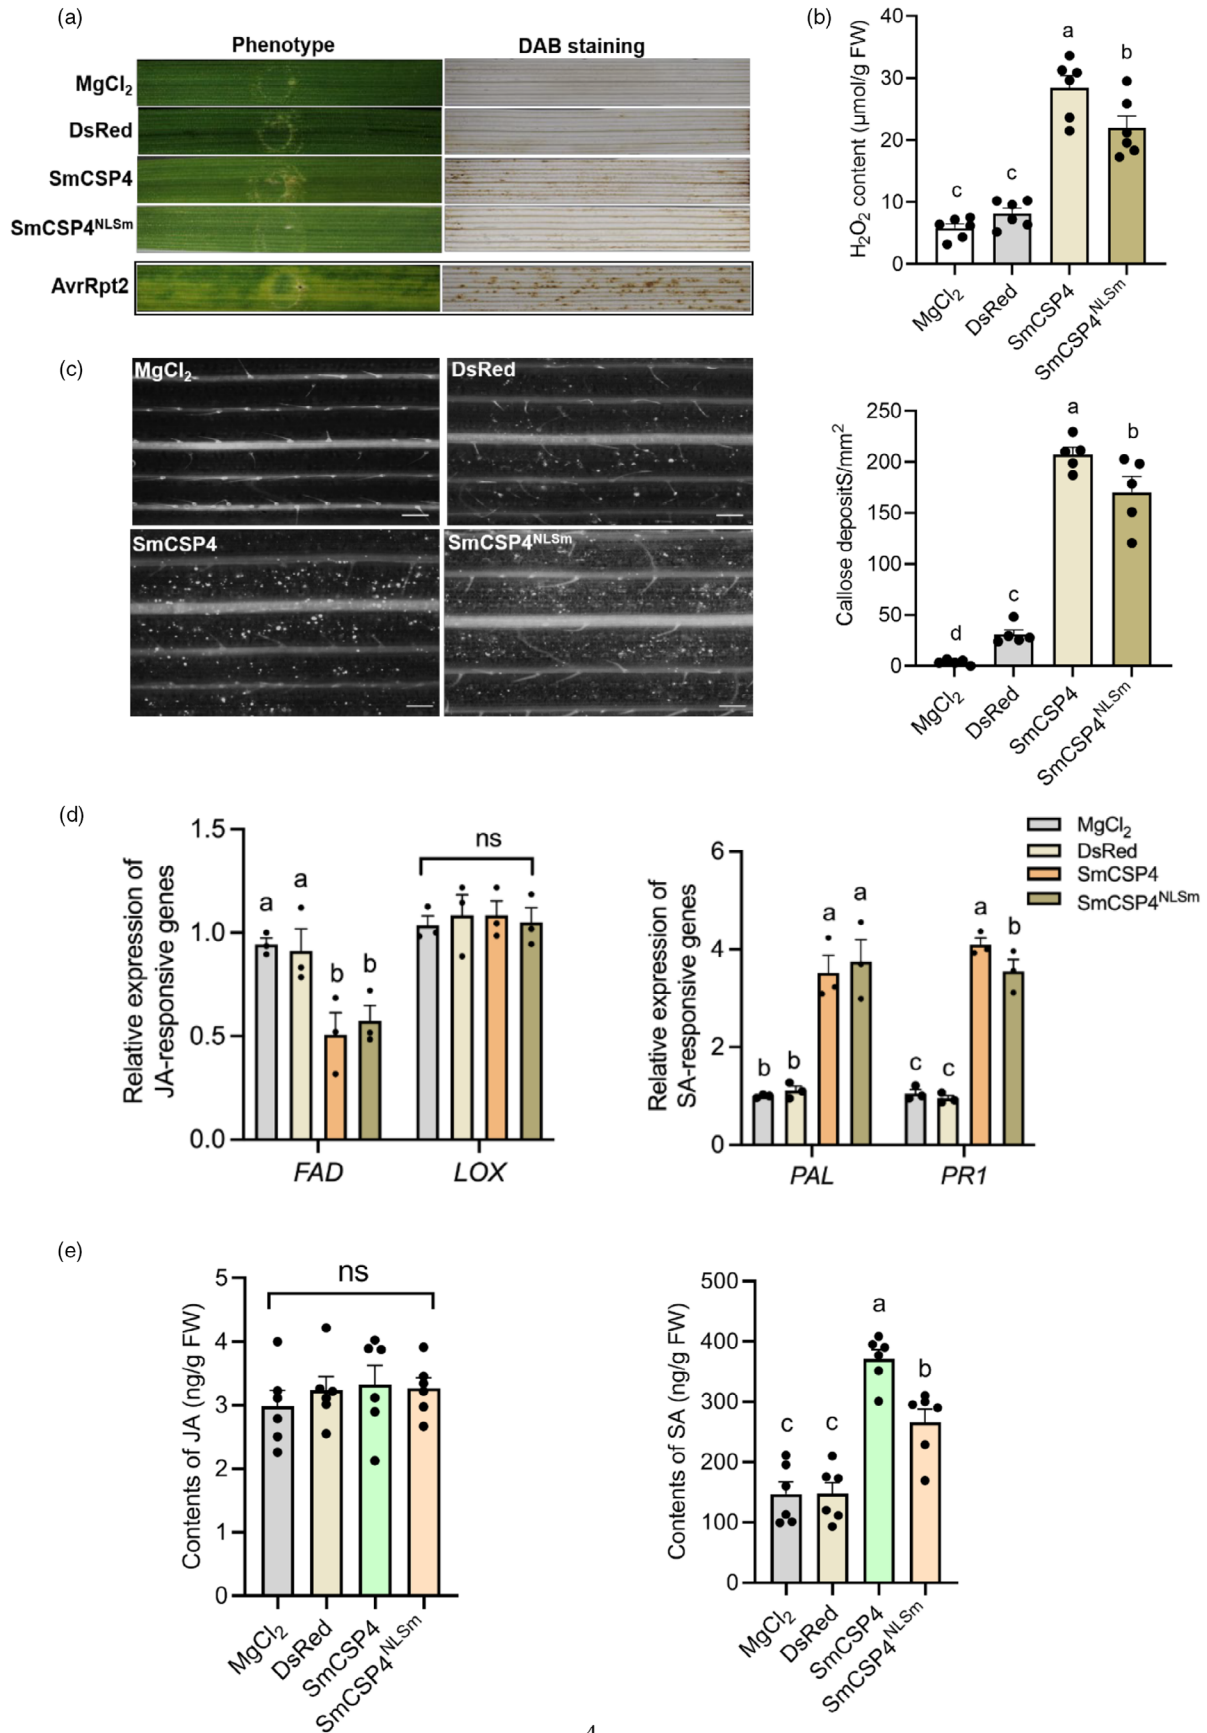 (a)
Phenotype DAB staining
MgCl₂
DsRed
SmCSP4
SmCSP4ᴺᴸˢᵐ
AvrRpt2
(b)
H₂O₂ content (μmol/g FW)
40
30
20
10
0
c
c
a
b
MgCl₂
DsRed
SmCSP4
SmCSP4ᴺᴸˢᵐ
(c)
MgCl₂
DsRed
SmCSP4
SmCSP4ᴺᴸˢᵐ
Callose depositS/mm²
250
200
150
100
50
0
d
c
a
b
MgCl₂
DsRed
SmCSP4
SmCSP4ᴺᴸˢᵐ
(d)
Relative expression of
JA-responsive genes
1.5
1.0
0.5
0.0
a
a
b
b
ns
FAD
LOX
Relative expression of
SA-responsive genes
6
4
2
0
b
b
a
a
c
c
a
b
PAL
PR1
MgCl₂
DsRed
SmCSP4
SmCSP4ᴺᴸˢᵐ
(e)
Contents of JA (ng/g FW)
5
4
3
2
1
0
ns
MgCl₂
DsRed
SmCSP4
SmCSP4ᴺᴸˢᵐ
Contents of SA (ng/g FW)
500
400
300
200
100
0
c
c
a
b
MgCl₂
DsRed
SmCSP4
SmCSP4ᴺᴸˢᵐ